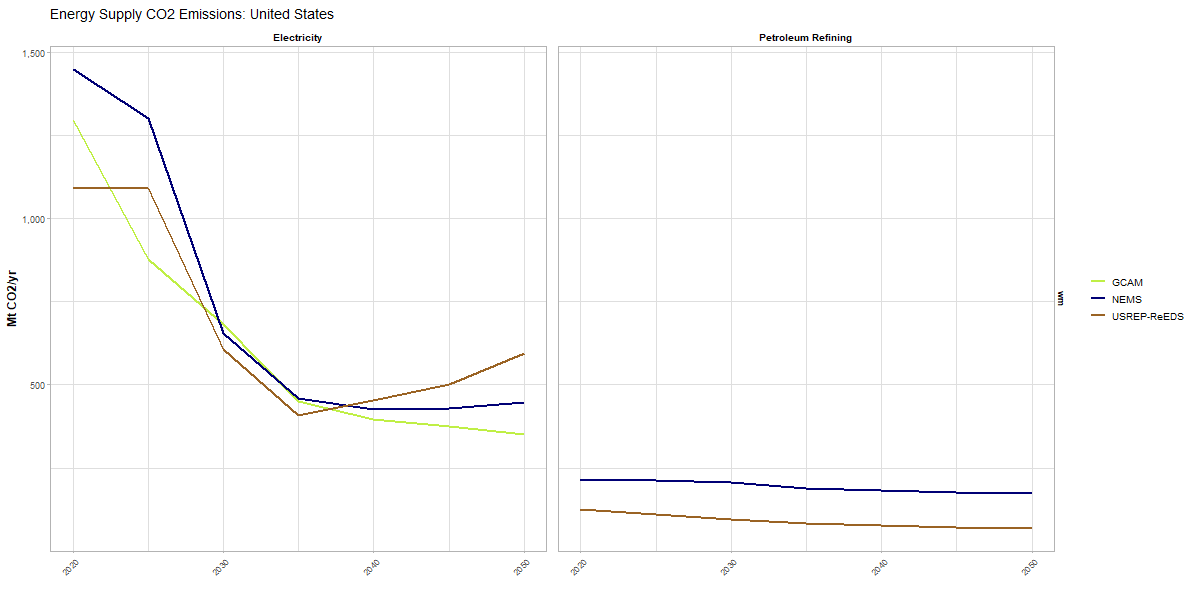 Energy Supply CO2 Emissions: United States
Electricity
Petroleum Refining
Mt CO2/yr
1,500
1,000
500
2020
2030
2040
2050
2020
2030
2040
2050
wm
GCAM
NEMS
USREP-ReEDS